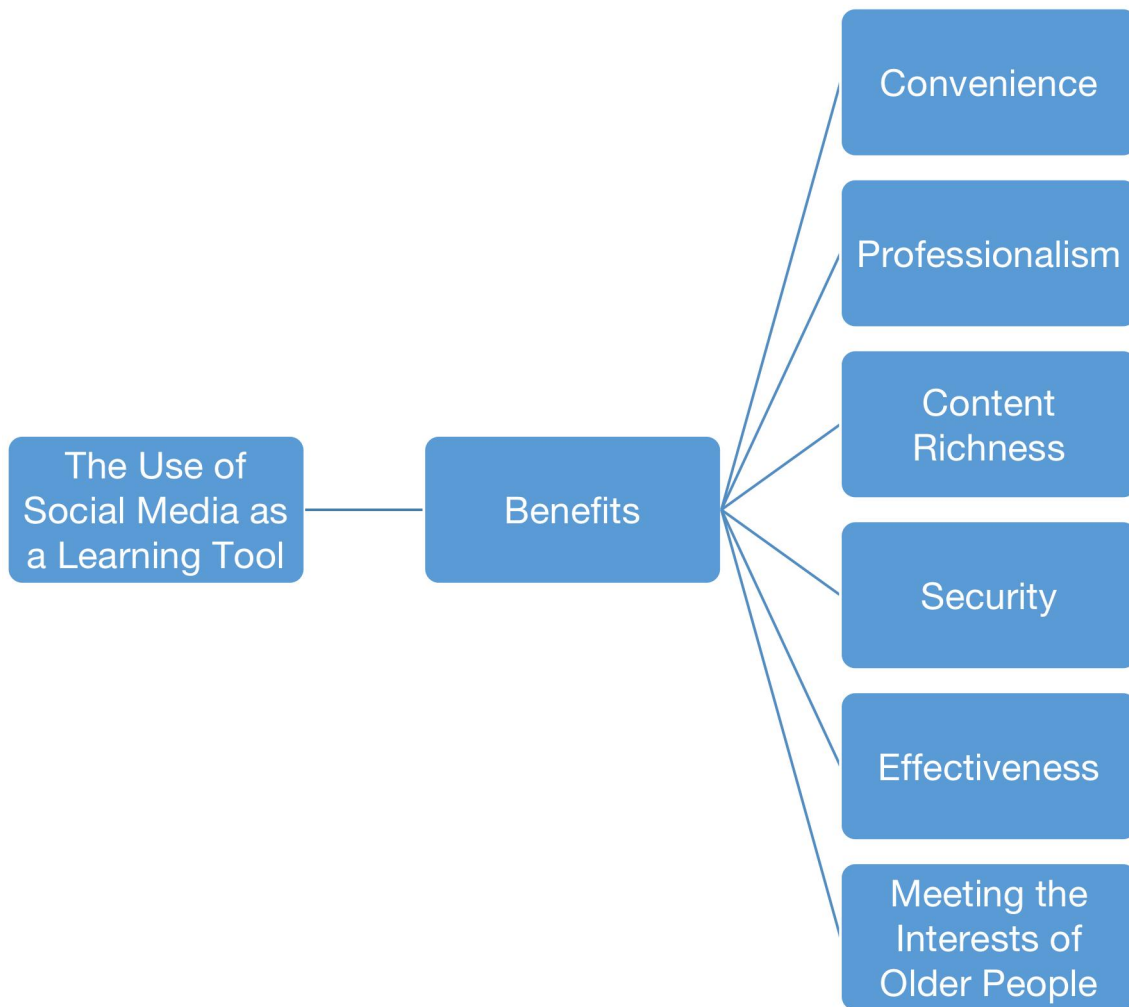 The Use of
Social Media as
a Learning Tool
Benefits
Convenience
Professionalism
Content
Richness
Security
Effectiveness
Meeting the
Interests of
Older People